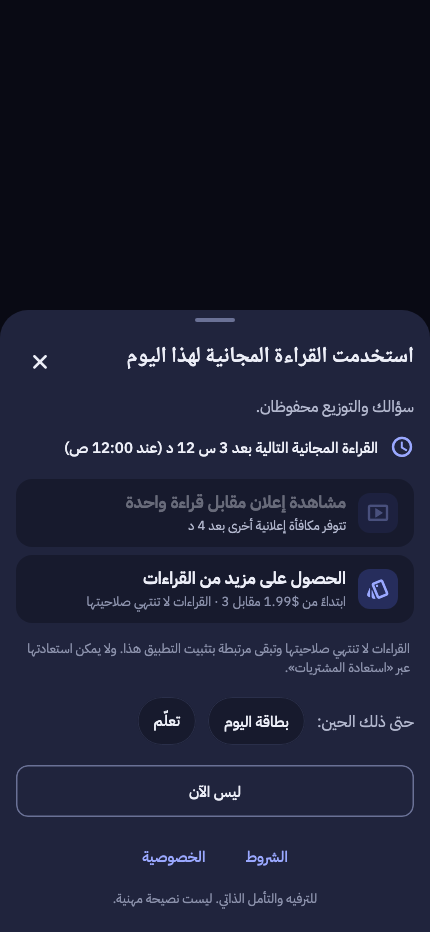 استخدمت القراءة المجانية لهذا اليوم
سؤالك والتوزيع محفوظان.
القراءة المجانية التالية بعد 3 س 12 د (عند 12:00 ص)
مشاهدة إعلان مقابل قراءة واحدة
تتوفر مكافأة إعلانية أخرى بعد 4 د
الحصول على مزيد من القراءات
ابتداءً من $1.99 مقابل 3 · القراءات لا تنتهي صلاحيتها
القراءات لا تنتهي صلاحيتها وتبقى مرتبطة بتثبيت التطبيق هذا. ولا يمكن استعادتها
عبر «استعادة المشتريات».
حتى ذلك الحين: بطاقة اليوم تعلّم
ليس الآن
الشروط الخصوصية
للترفيه والتأمل الذاتي. ليست نصيحة مهنية.